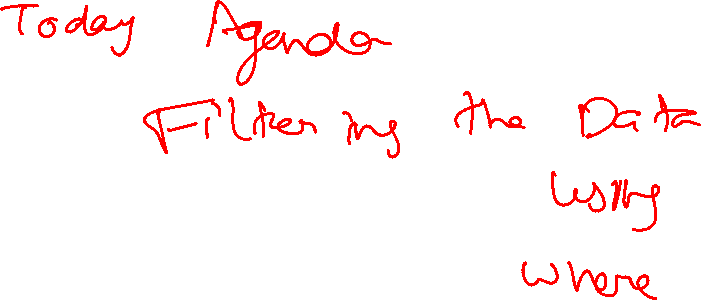 Today Agenda
Filtering the Data
using
where